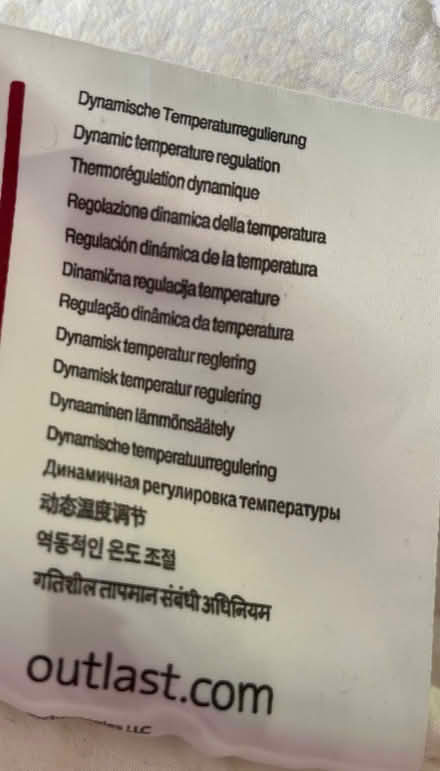 Dynamische Temperaturregulierung
Dynamic temperature regulation
Thermorégulation dynamique
Regolazione dinamica della temperatura
Regulación dinámica de la temperatura
Dinamična regulacija temperature
Regulação dinâmica da temperatura
Dynamisk temperatur reglering
Dynamisk temperatur regulering
Dynaaminen lämmönsäätely
Dynamische temperatuurregulering
Динамичная регулировка температуры
动态温度调节
역동적인 온도 조절
गतिशील तापमान संबंधी अधिनियम
outlast.com
LLC